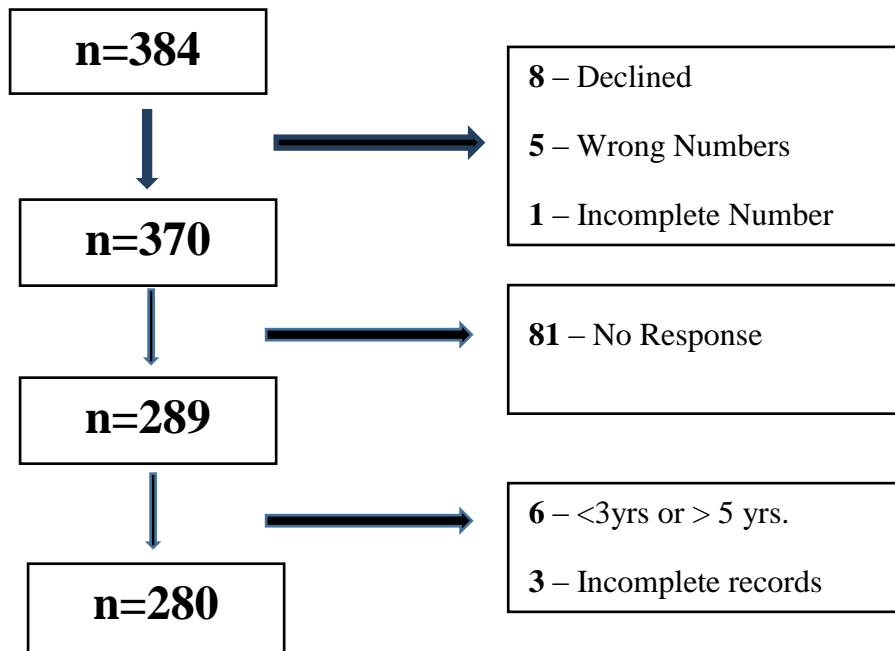 n=384
8 – Declined
5 – Wrong Numbers
1 – Incomplete Number
n=370
81 – No Response
n=289
6 – <3yrs or > 5 yrs.
3 – Incomplete records
n=280